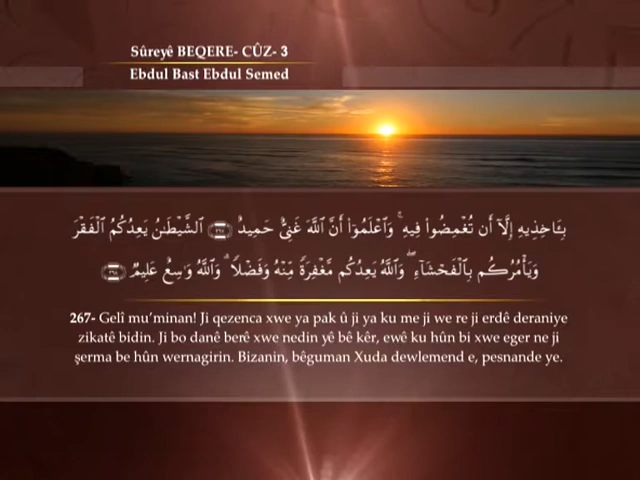 Sûreyê BEQERE- CÛZ- 3
Ebdul Bast Ebdul Semed
بِـَٔاخِذِيهِ إِلَّآ أَن تُغۡمِضُواْ فِيهِۚ وَٱعۡلَمُوٓاْ أَنَّ ٱللَّهَ غَنِيٌّ حَمِيدٌ ٱلشَّيۡطَٰنُ يَعِدُكُمُ ٱلۡفَقۡرَ
وَيَأۡمُرُكُم بِٱلۡفَحۡشَآءِۖ وَٱللَّهُ يَعِدُكُم مَّغۡفِرَةٗ مِّنۡهُ وَفَضۡلٗاۗ وَٱللَّهُ وَٰسِعٌ عَلِيمٞ
267- Gelî mu’minan! Ji qezenca xwe ya pak û ji ya ku me ji we re ji erdê deraniye
zikatê bidin. Ji bo danê berê xwe nedin yê bê kêr, ewê ku hûn bi xwe eger ne ji
şerma be hûn wernagirin. Bizanin, bêguman Xuda dewlemend e, pesnande ye.